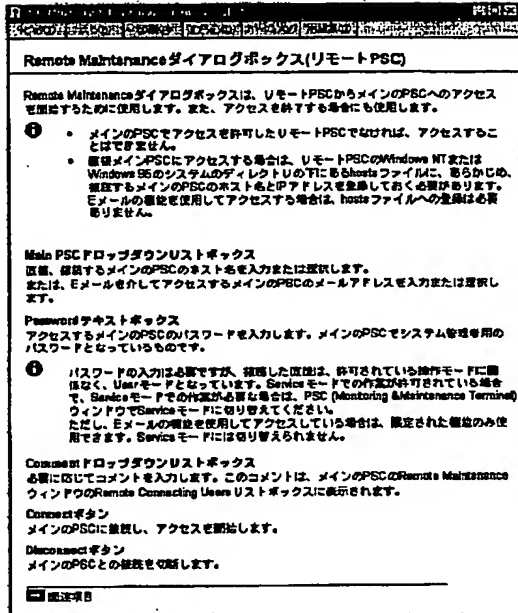 Remote Maintenanceダイアログボックス(リモートPSC)
Remote Maintenanceダイアログボックスは、リモートPSCからメインのPSCへのアクセス
を開始するために使用します。また、アクセスを終了する場合にも使用します。
• メインのPSCでアクセスを許可したリモートPSCでなければ、アクセスするこ
とはできません。
• 直接メインPSCにアクセスする場合は、リモートPSCのWindows NTまたは
Windows 95のシステムのディレクトリの下にあるhostsファイルに、あらかじめ、
接続するメインのPSCのホスト名とIPアドレスを登録しておく必要があります。
Eメールの機能を使用してアクセスする場合は、hostsファイルへの登録は必要
ありません。
Main PSCドロップダウンリストボックス
直接、接続するメインのPSCのホスト名を入力または選択します。
または、Eメールを介してアクセスするメインのPSCのメールアドレスを入力または選択し
ます。
Passwordテキストボックス
アクセスするメインのPSCのパスワードを入力します。メインのPSCでシステム管理者用の
パスワードとなっているものです。
パスワードの入力は必要ですが、接続した直後は、許可されている操作モードに関
係なく、Userモードとなっています。Serviceモードでの作業が許可されている場合
で、Serviceモードでの作業が必要な場合は、PSC (Monitoring &Maintenance Terminal)
ウィンドウでServiceモードに切り替えてください。
ただし、Eメールの機能を使用してアクセスしている場合は、限定された機能のみ使
用できます。Serviceモードには切り替えられません。
Commentドロップダウンリストボックス
必要に応じてコメントを入力します。このコメントは、メインのPSCのRemote Maintenance
ウィンドウのRemote Connecting Usersリストボックスに表示されます。
Connectボタン
メインのPSCに接続し、アクセスを開始します。
Disconnectボタン
メインのPSCとの接続を切断します。
関連項目